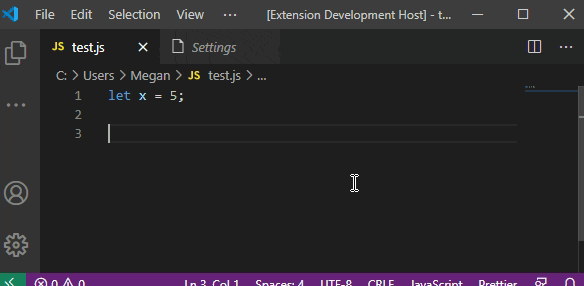 File Edit Selection View ··· [Extension Development Host] - t...
JS test.js Settings
C: > Users > Megan > JS test.js > ...
1 let x = 5;
2
3
0 0 Ln 3, Col 1 Spaces: 4 UTF-8 CRLF JavaScript Prettier